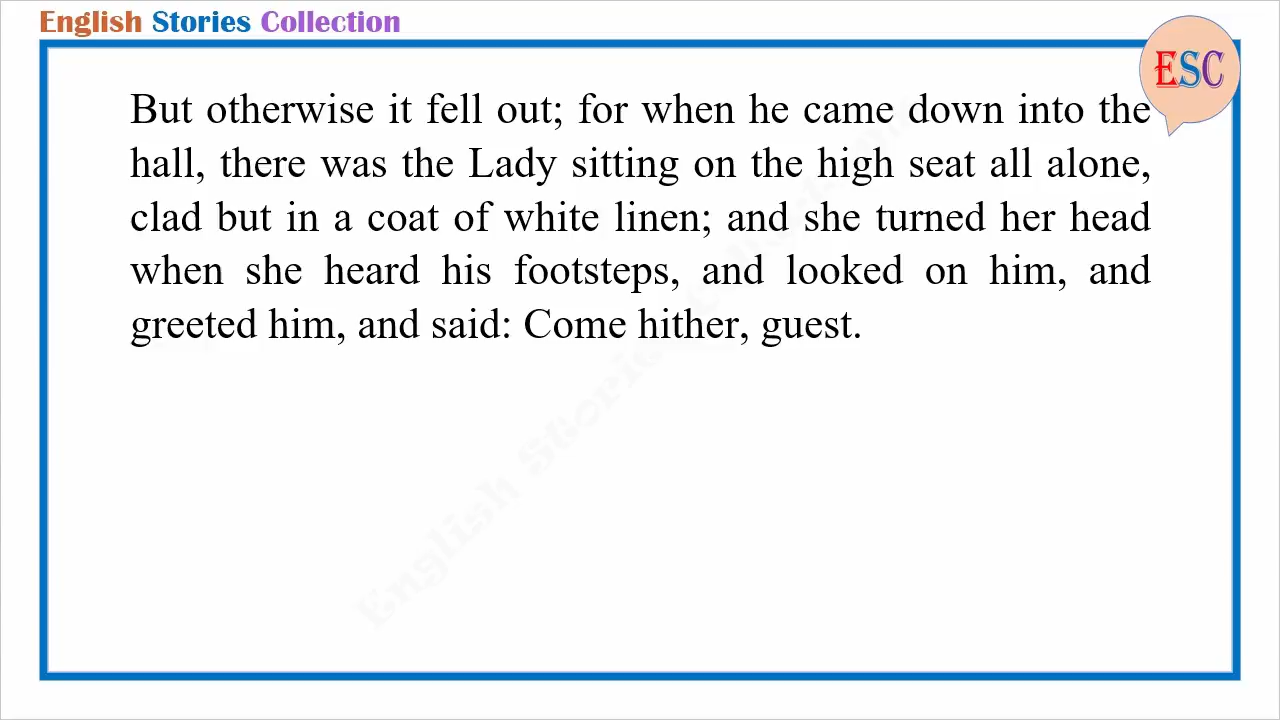 English Stories Collection
ESC
But otherwise it fell out; for when he came down into the
hall, there was the Lady sitting on the high seat all alone,
clad but in a coat of white linen; and she turned her head
when she heard his footsteps, and looked on him, and
greeted him, and said: Come hither, guest.
English Stories Collection